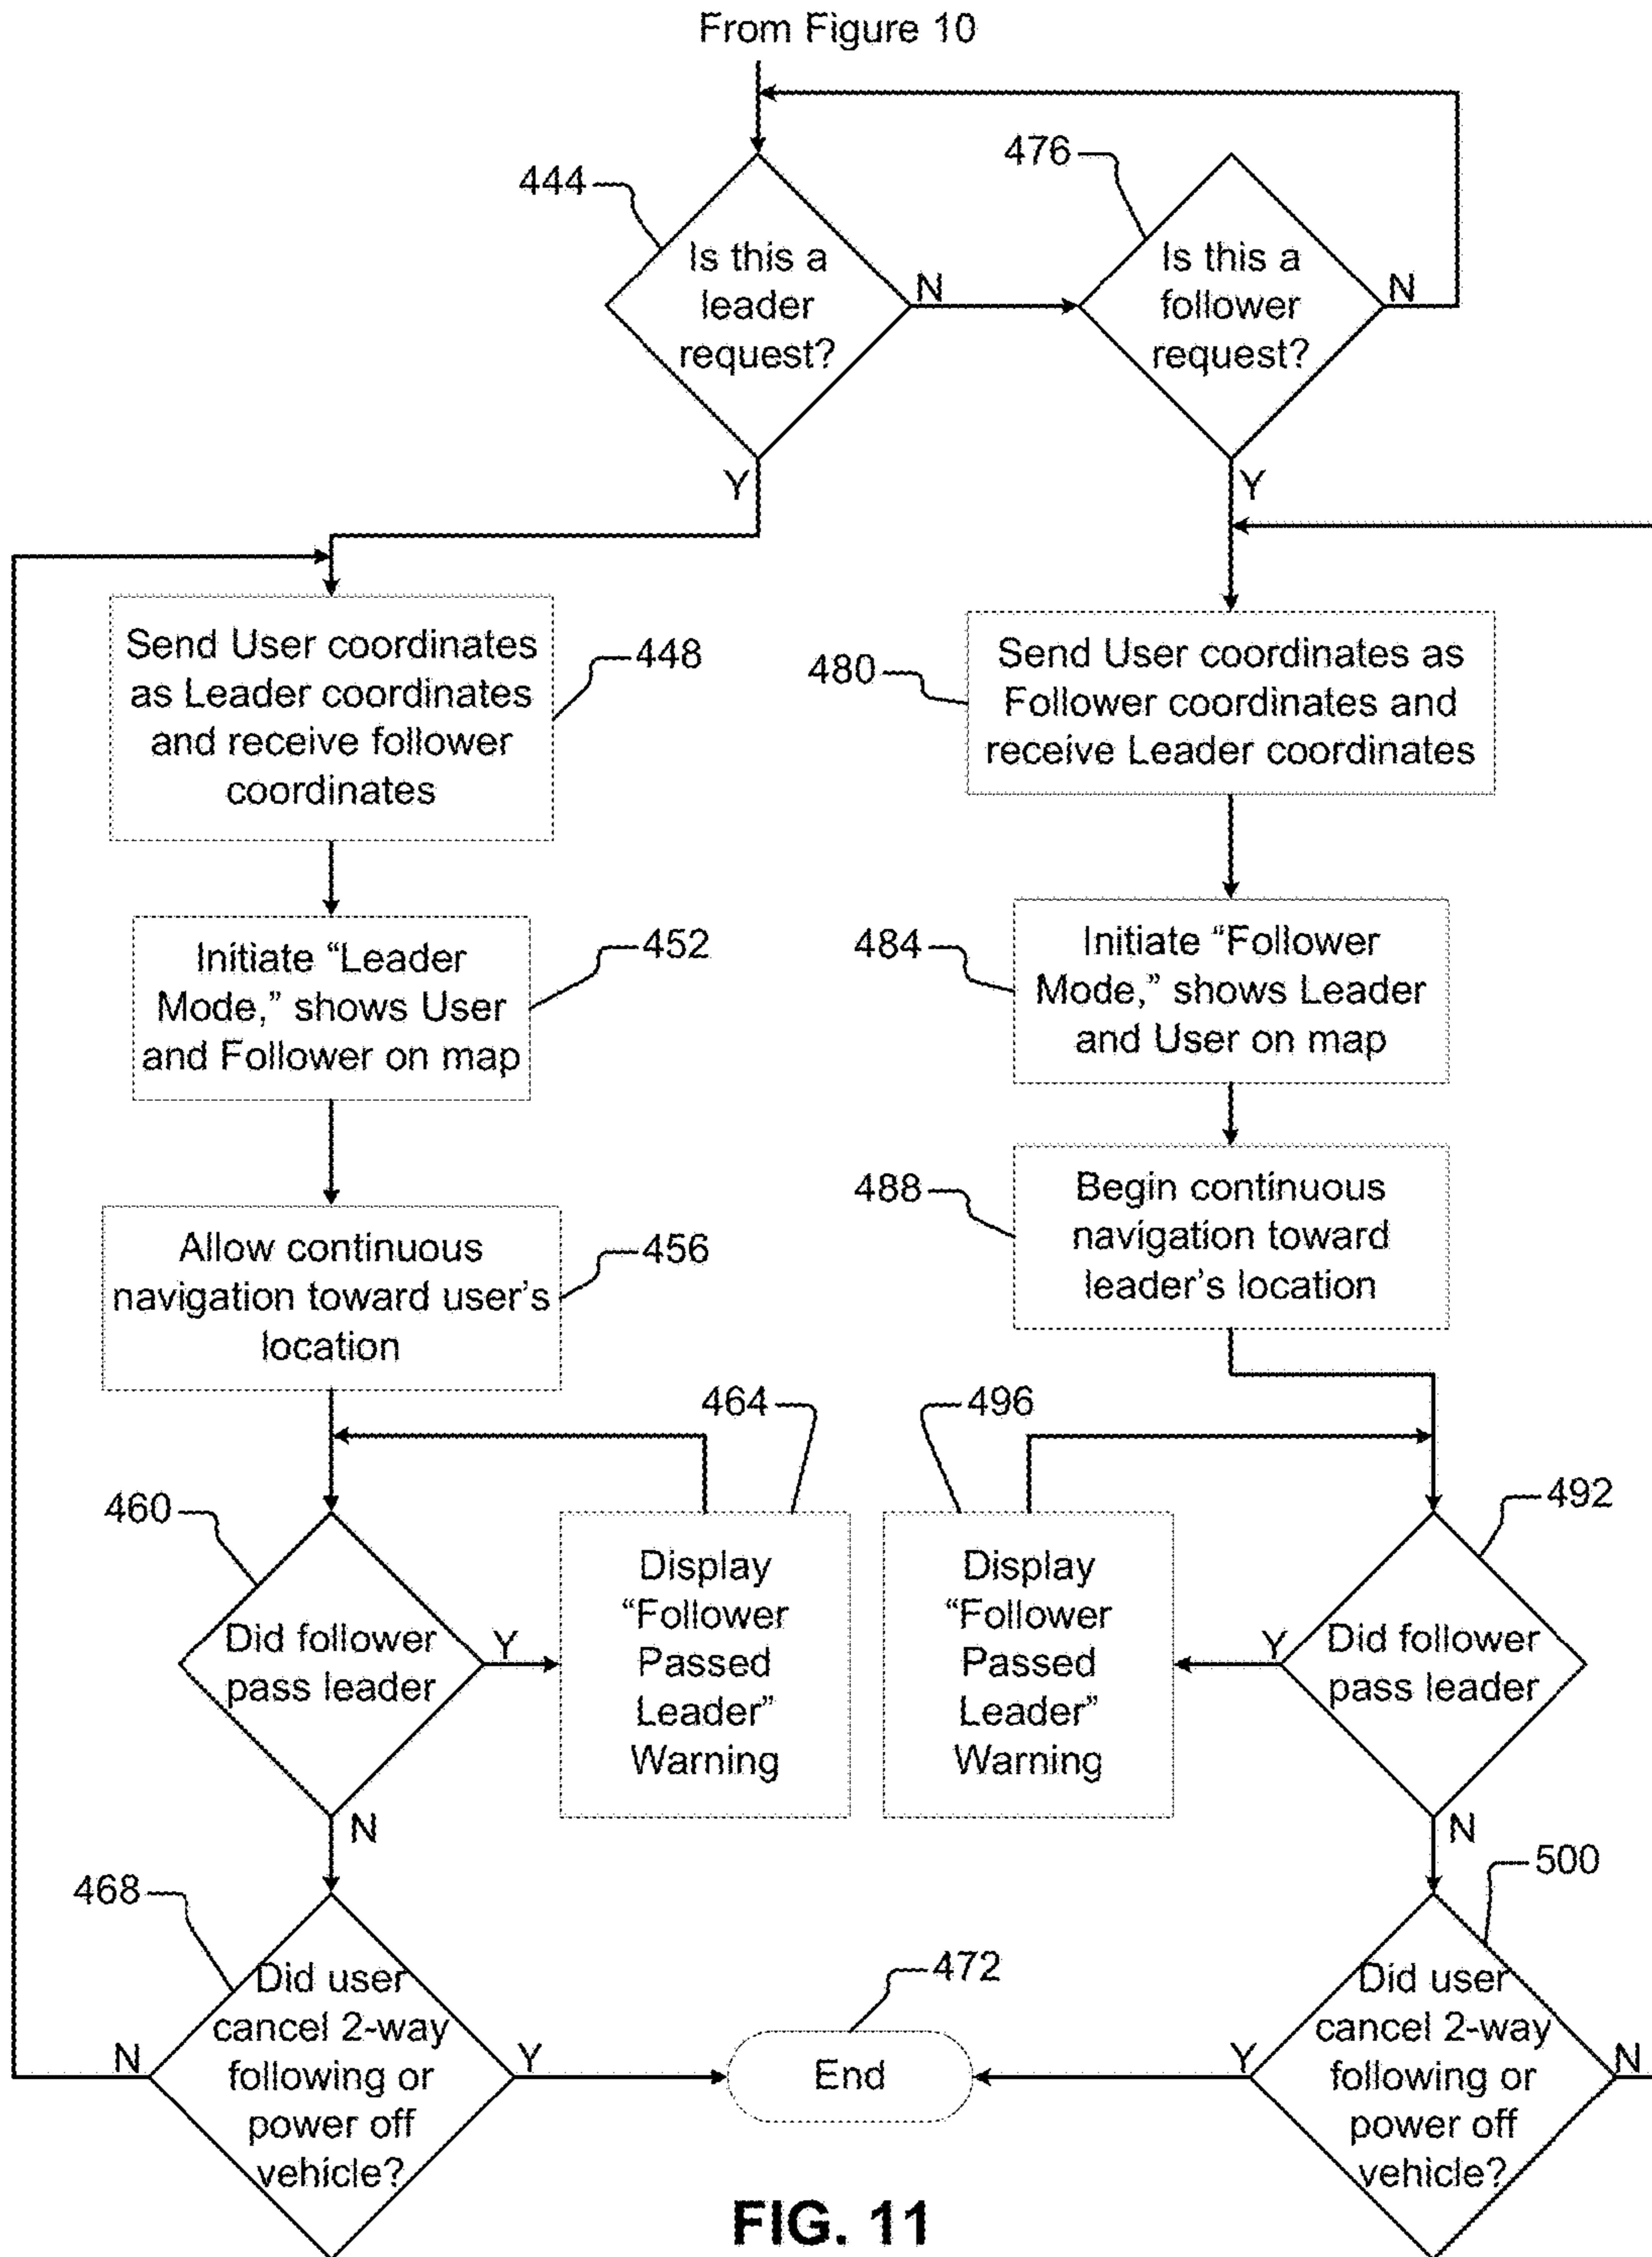 From Figure 10
444
Is this a
leader
request?
N
Y
476
Is this a
follower
request?
N
Y
Send User coordinates
as Leader coordinates
and receive follower
coordinates
448
480
Send User coordinates as
Follower coordinates and
receive Leader coordinates
Initiate “Leader
Mode,” shows User
and Follower on map
452
484
Initiate “Follower
Mode,” shows Leader
and User on map
Allow continuous
navigation toward user’s
location
456
488
Begin continuous
navigation toward
leader’s location
460
Did follower
pass leader
Y
N
464
Display
“Follower
Passed
Leader”
Warning
496
Display
“Follower
Passed
Leader”
Warning
492
Did follower
pass leader
Y
N
468
Did user
cancel 2-way
following or
power off
vehicle?
N
Y
472
End
500
Did user
cancel 2-way
following or
power off
vehicle?
Y
N
FIG. 11